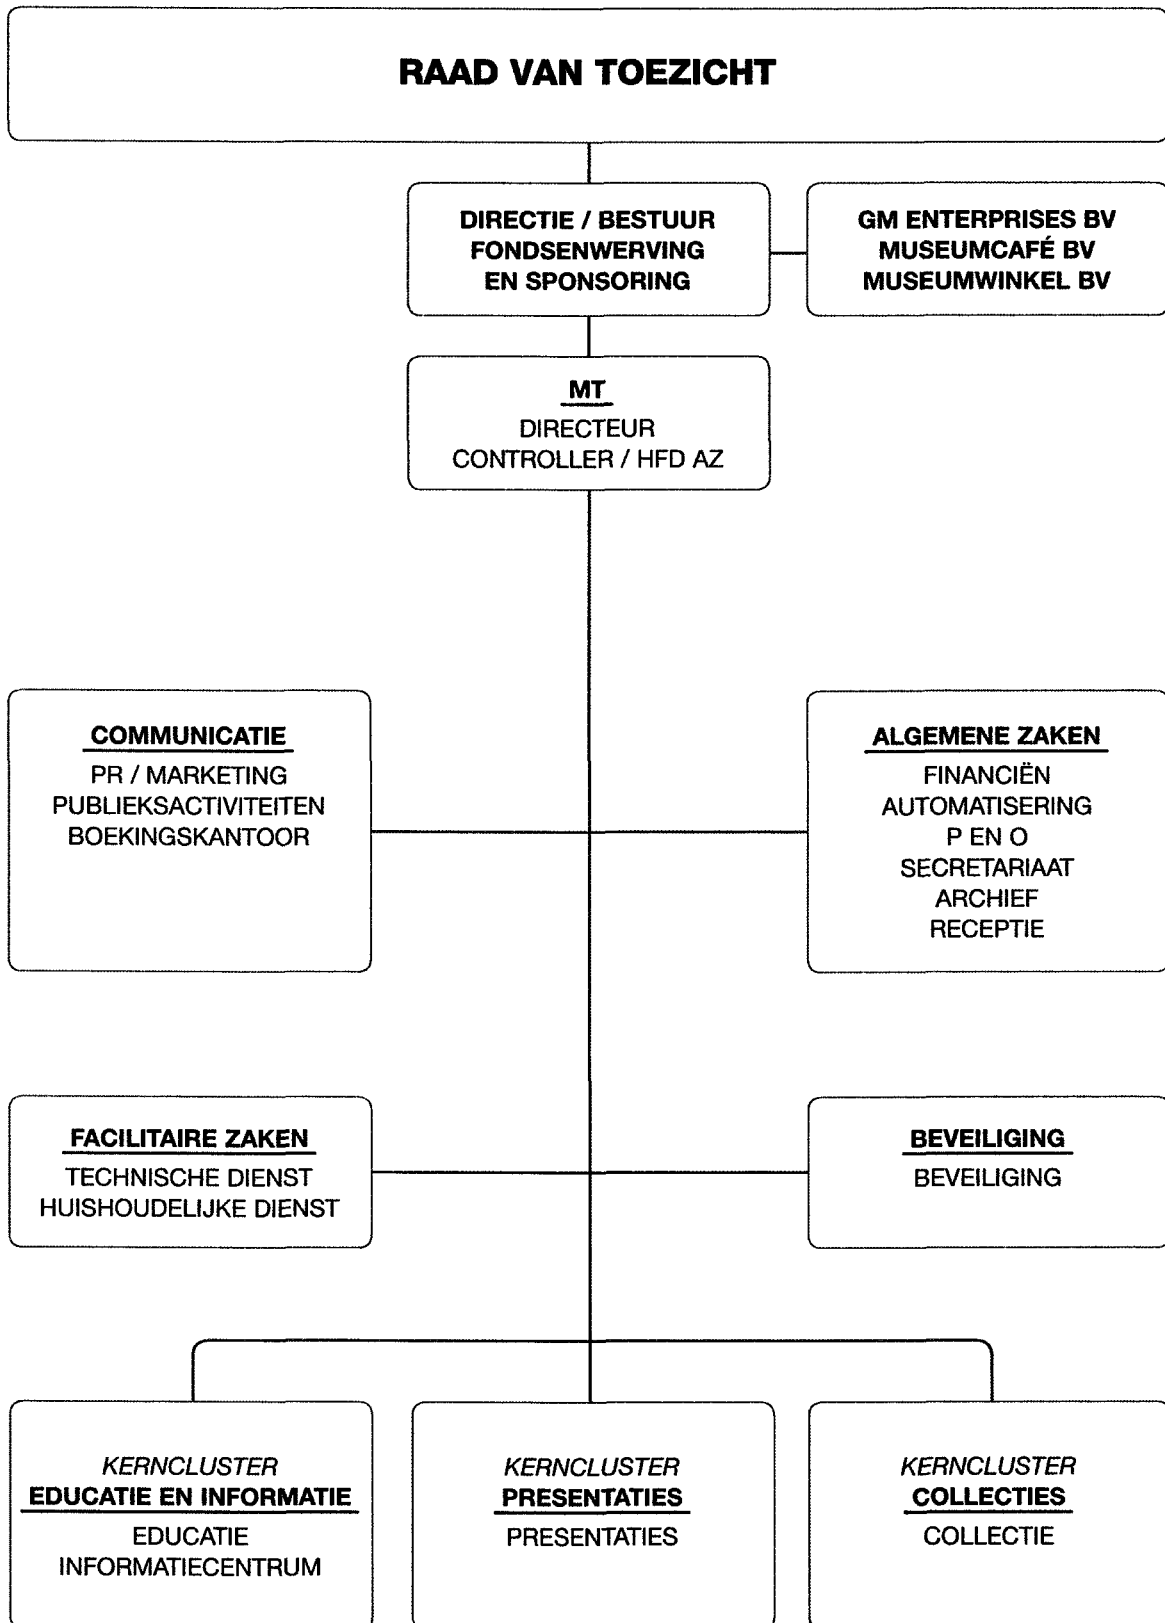 RAAD VAN TOEZICHT
DIRECTIE / BESTUUR
FONDSENWERVING
EN SPONSORING
GM ENTERPRISES BV
MUSEUMCAFÉ BV
MUSEUMWINKEL BV
MT
DIRECTEUR
CONTROLLER / HFD AZ
COMMUNICATIE
PR / MARKETING
PUBLIEKSACTIVITEITEN
BOEKINGSKANTOOR
ALGEMENE ZAKEN
FINANCIËN
AUTOMATISERING
P EN O
SECRETARIAAT
ARCHIEF
RECEPTIE
FACILITAIRE ZAKEN
TECHNISCHE DIENST
HUISHOUDELIJKE DIENST
BEVEILIGING
BEVEILIGING
KERNCLUSTER
EDUCATIE EN INFORMATIE
EDUCATIE
INFORMATIECENTRUM
KERNCLUSTER
PRESENTATIES
PRESENTATIES
KERNCLUSTER
COLLECTIES
COLLECTIE